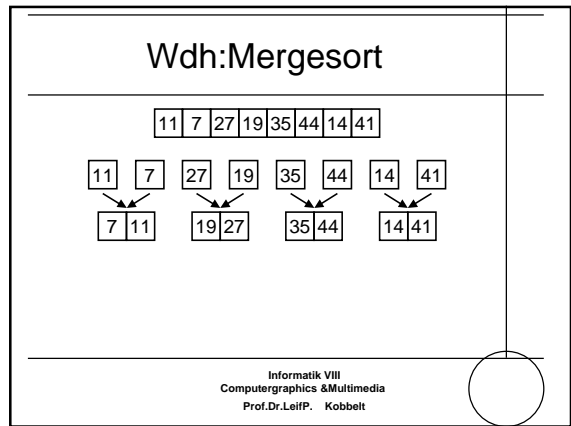 Wdh:Mergesort
11 7 27 19 35 44 14 41
11 7 27 19 35 44 14 41
7 11 19 27 35 44 14 41
Informatik VIII
Computergraphics &Multimedia
Prof.Dr.LeifP. Kobbelt